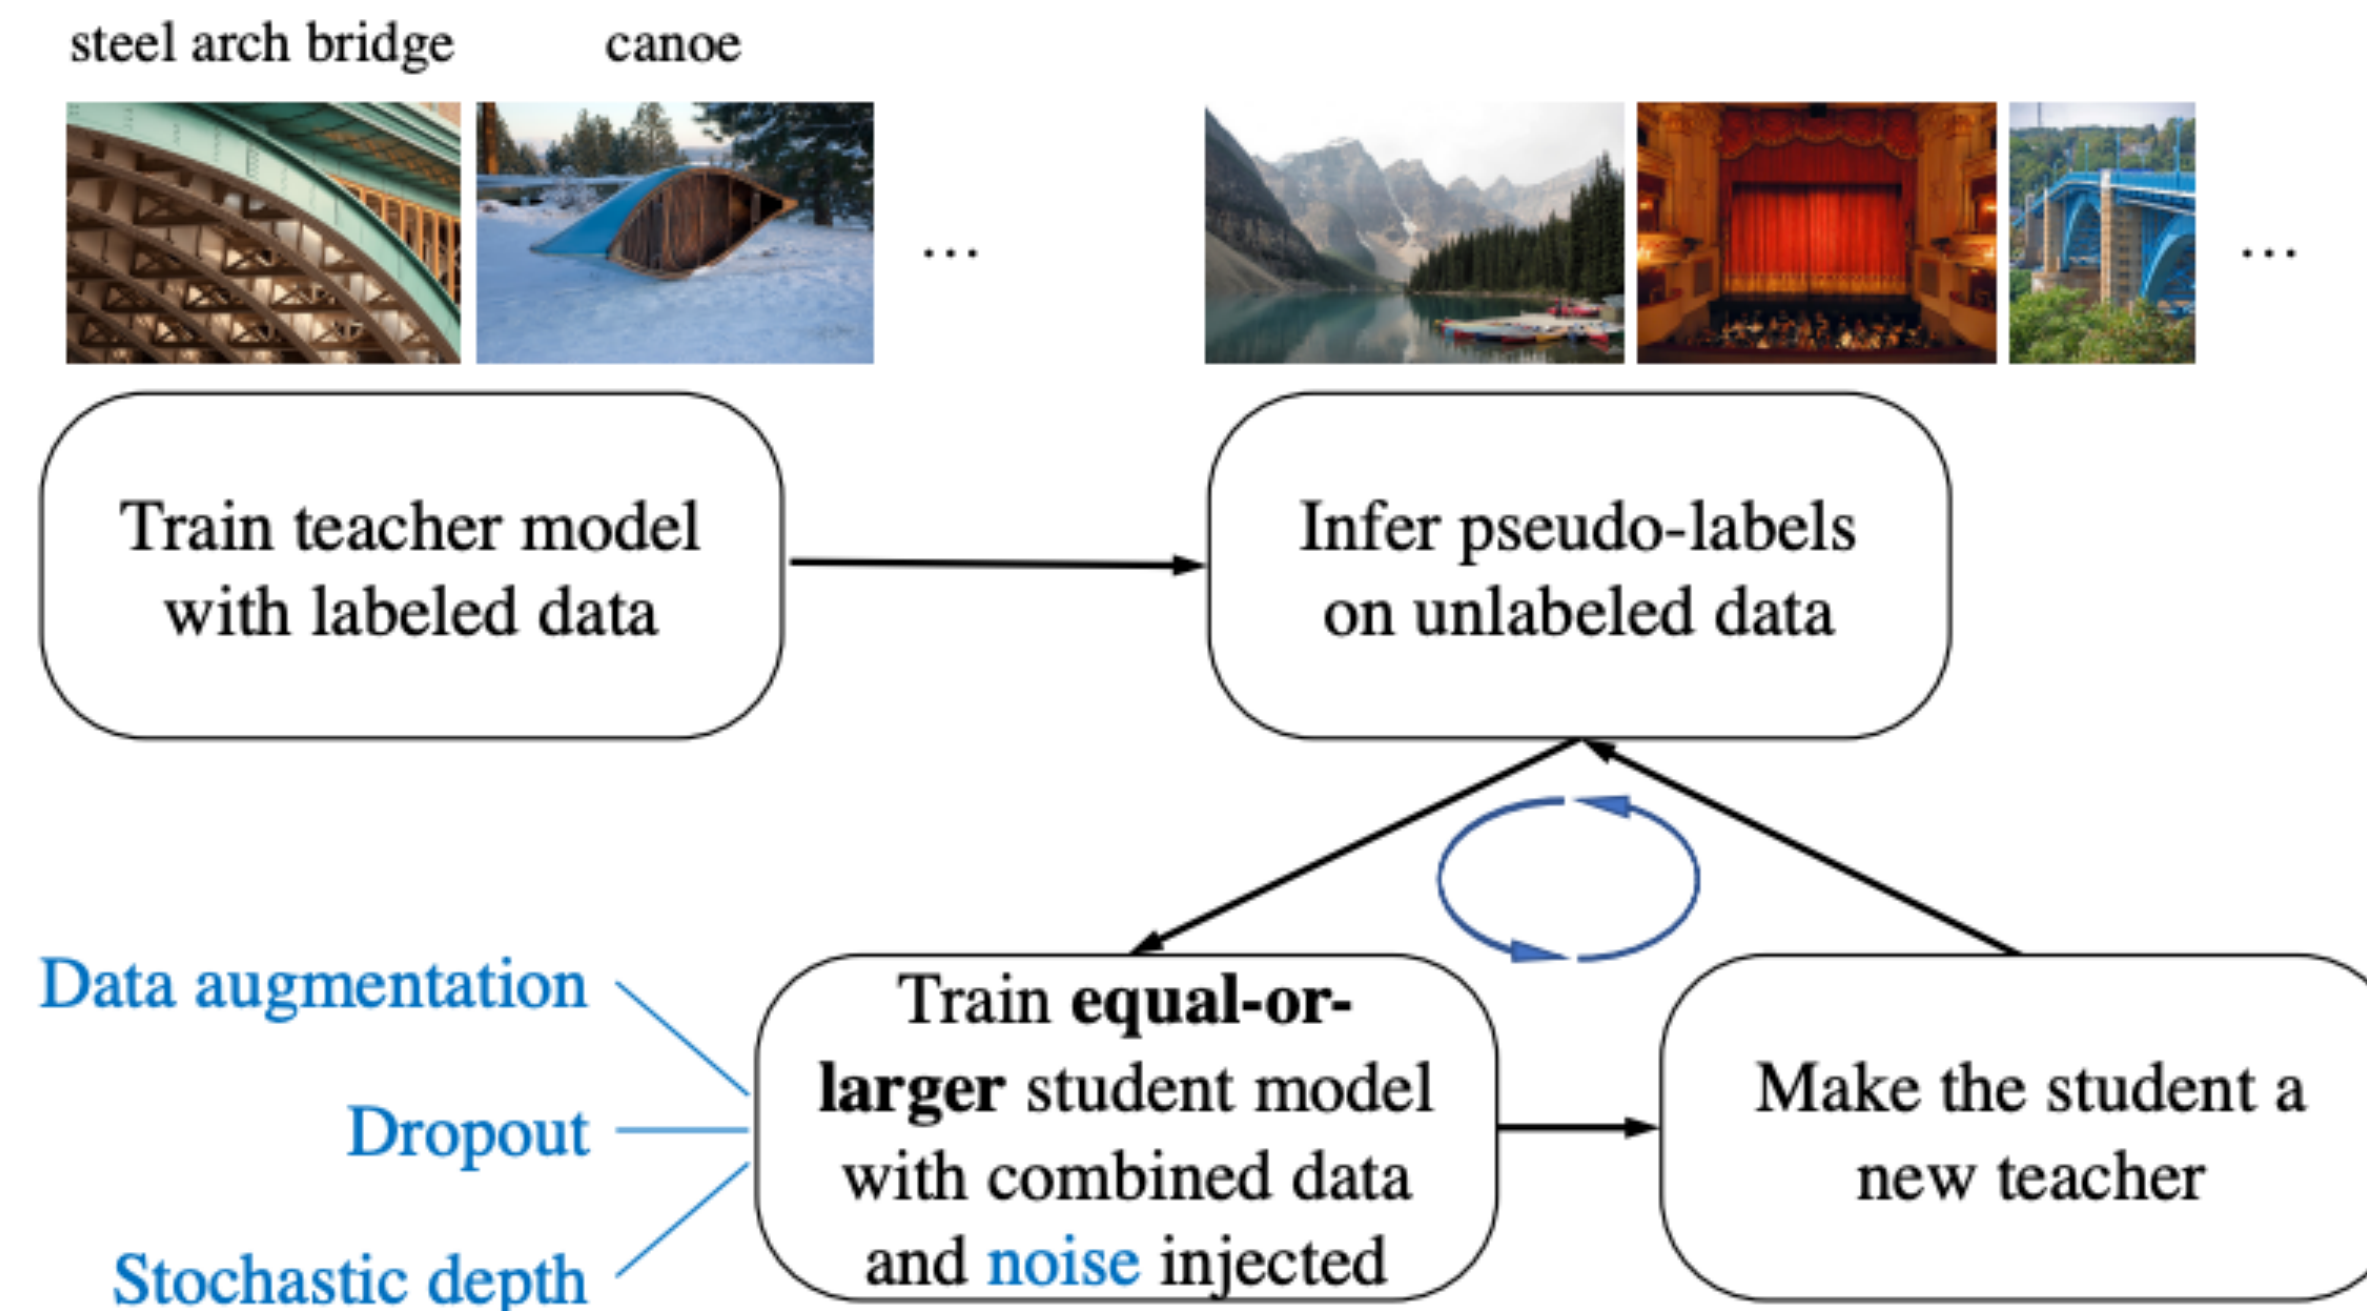 steel arch bridge
canoe
...
...
Train teacher model
with labeled data
Infer pseudo-labels
on unlabeled data
Data augmentation
Dropout
Stochastic depth
Train equal-or-
larger student model
with combined data
and noise injected
Make the student a
new teacher